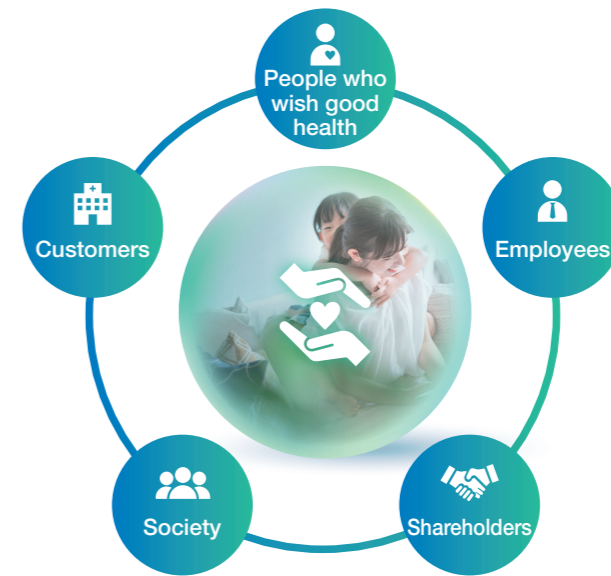 People who
wish good
health
Customers
Employees
Society
Shareholders